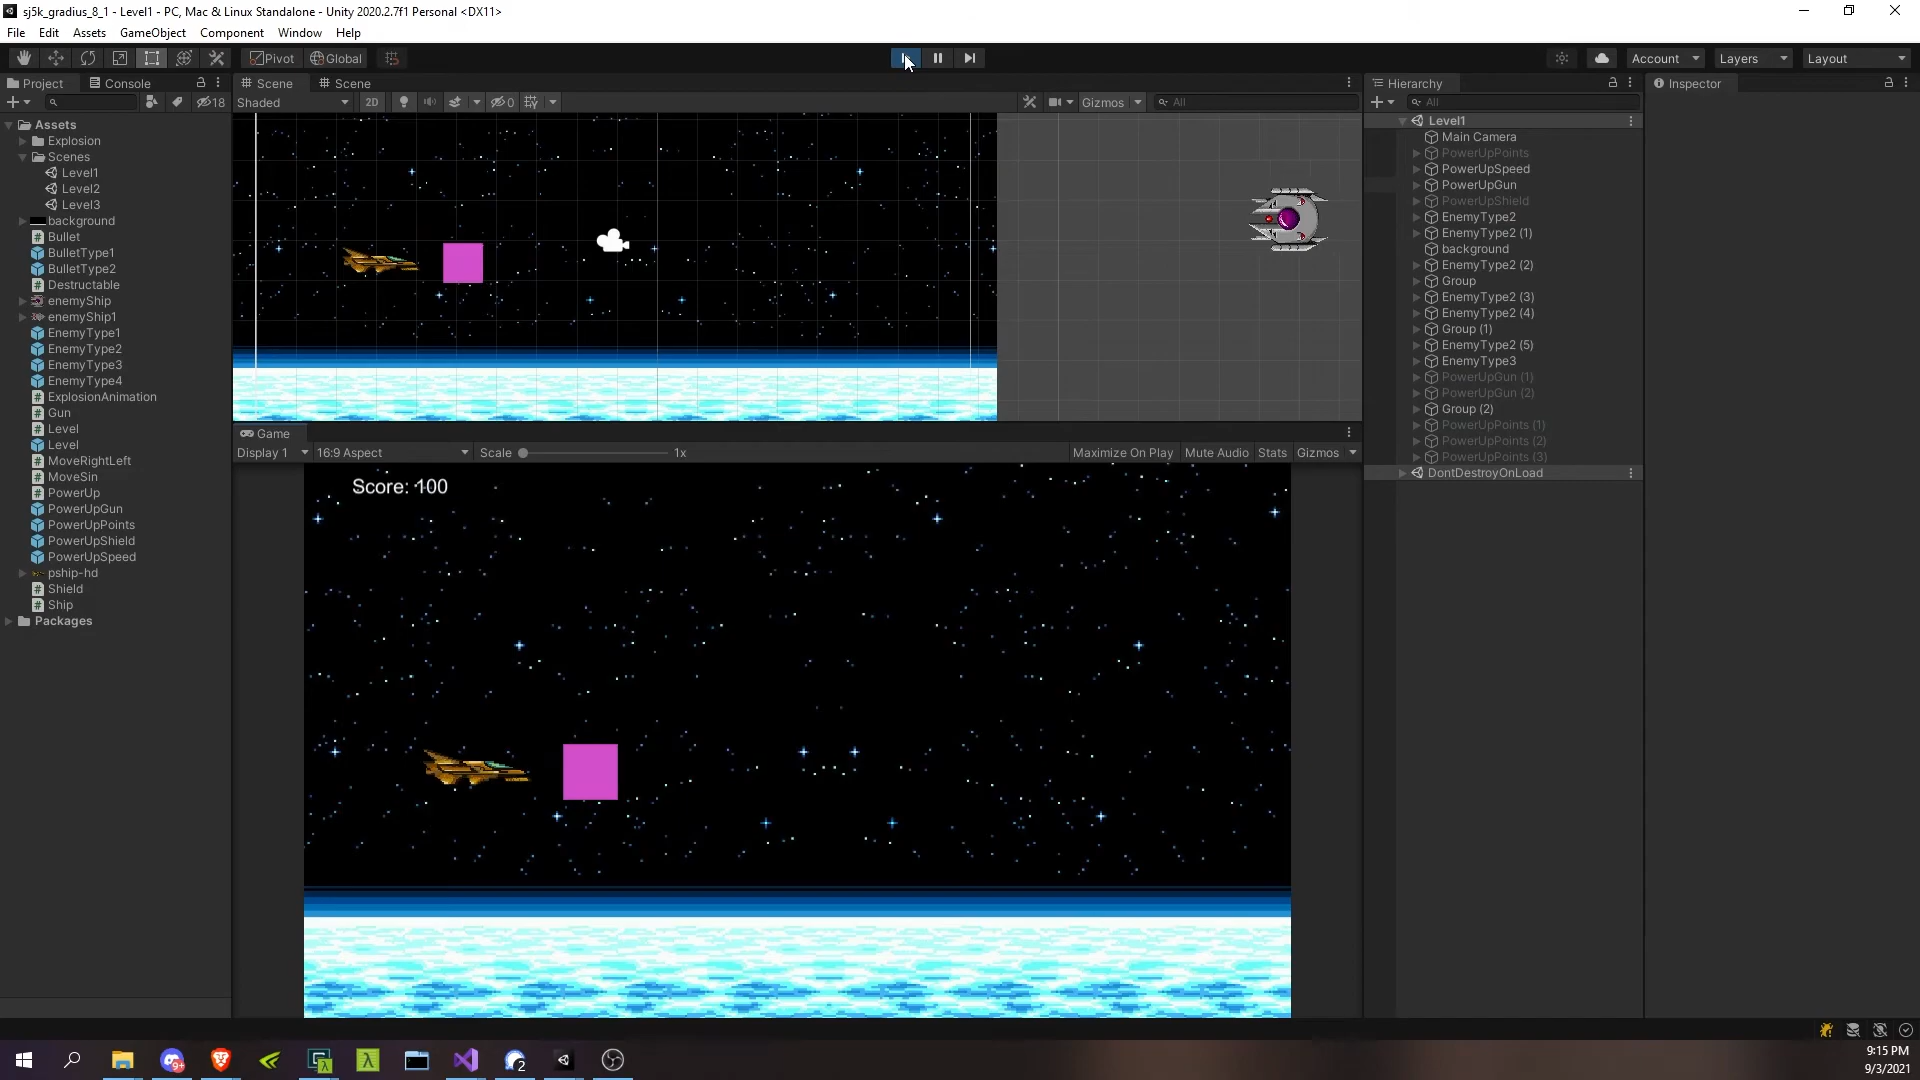 sj5k_gradius_8_1 - Level1 - PC, Mac & Linux Standalone - Unity 2020.2.7f1 Personal <DX11>
File Edit Assets GameObject Component Window Help
Pivot Global Account Layers Layout
Project Console
18
Assets
Explosion
Scenes
Level1
Level2
Level3
background
Bullet
BulletType1
BulletType2
Destructable
enemyShip
enemyShip1
EnemyType1
EnemyType2
EnemyType3
EnemyType4
ExplosionAnimation
Gun
Level
Level
MoveRightLeft
MoveSin
PowerUp
PowerUpGun
PowerUpPoints
PowerUpShield
PowerUpSpeed
pship-hd
Shield
Ship
Packages
Scene Scene
Shaded 2D 0 Gizmos All
Game
Display 1 16:9 Aspect Scale 1x Maximize On Play Mute Audio Stats Gizmos
Score: 100
Hierarchy
All
Level1
Main Camera
PowerUpPoints
PowerUpSpeed
PowerUpGun
PowerUpShield
EnemyType2
EnemyType2 (1)
background
EnemyType2 (2)
Group
EnemyType2 (3)
EnemyType2 (4)
Group (1)
EnemyType2 (5)
EnemyType3
PowerUpGun (1)
PowerUpGun (2)
Group (2)
PowerUpPoints (1)
PowerUpPoints (2)
PowerUpPoints (3)
DontDestroyOnLoad
Inspector
9+
2
9:15 PM
9/3/2021